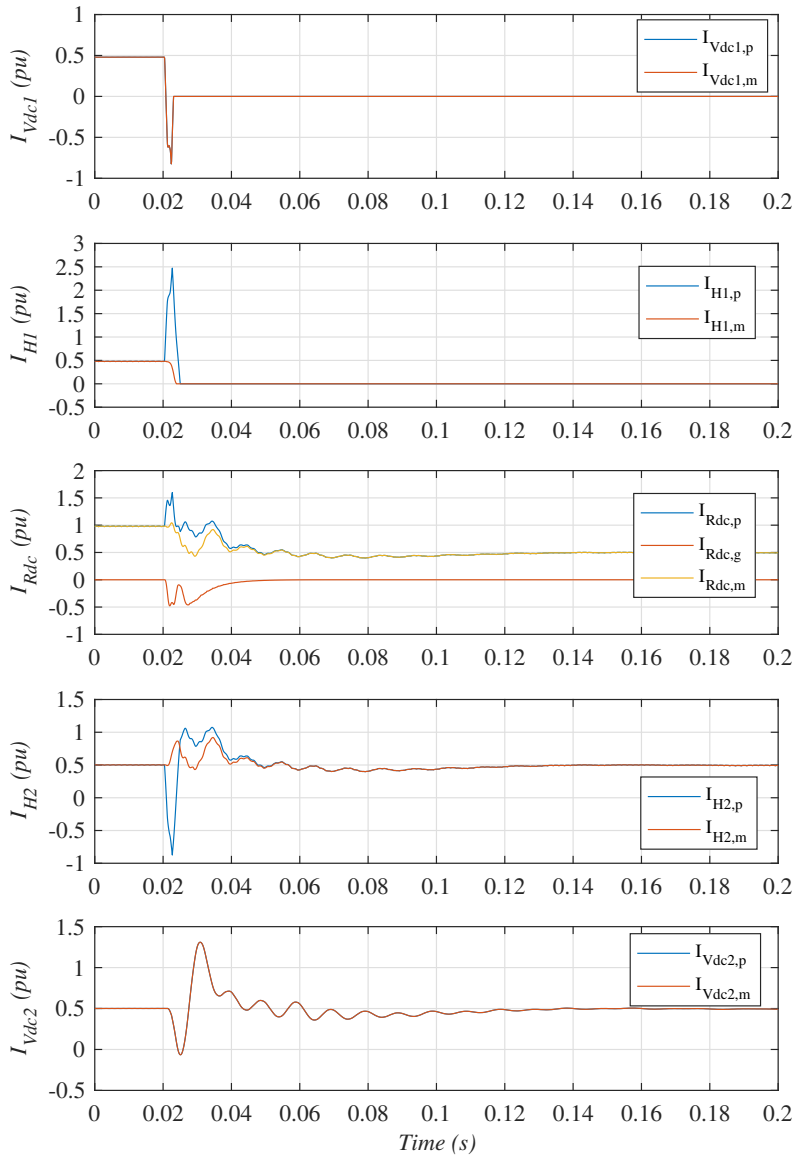 1
0.5
0
-0.5
-1
I_Vdc1 (pu)
I_Vdc1,p
I_Vdc1,m
0 0.02 0.04 0.06 0.08 0.1 0.12 0.14 0.16 0.18 0.2
3
2.5
2
1.5
1
0.5
0
-0.5
I_H1 (pu)
I_H1,p
I_H1,m
0 0.02 0.04 0.06 0.08 0.1 0.12 0.14 0.16 0.18 0.2
2
1.5
1
0.5
0
-0.5
-1
I_Rdc (pu)
I_Rdc,p
I_Rdc,g
I_Rdc,m
0 0.02 0.04 0.06 0.08 0.1 0.12 0.14 0.16 0.18 0.2
1.5
1
0.5
0
-0.5
-1
I_H2 (pu)
I_H2,p
I_H2,m
0 0.02 0.04 0.06 0.08 0.1 0.12 0.14 0.16 0.18 0.2
1.5
1
0.5
0
-0.5
I_Vdc2 (pu)
I_Vdc2,p
I_Vdc2,m
0 0.02 0.04 0.06 0.08 0.1 0.12 0.14 0.16 0.18 0.2
Time (s)